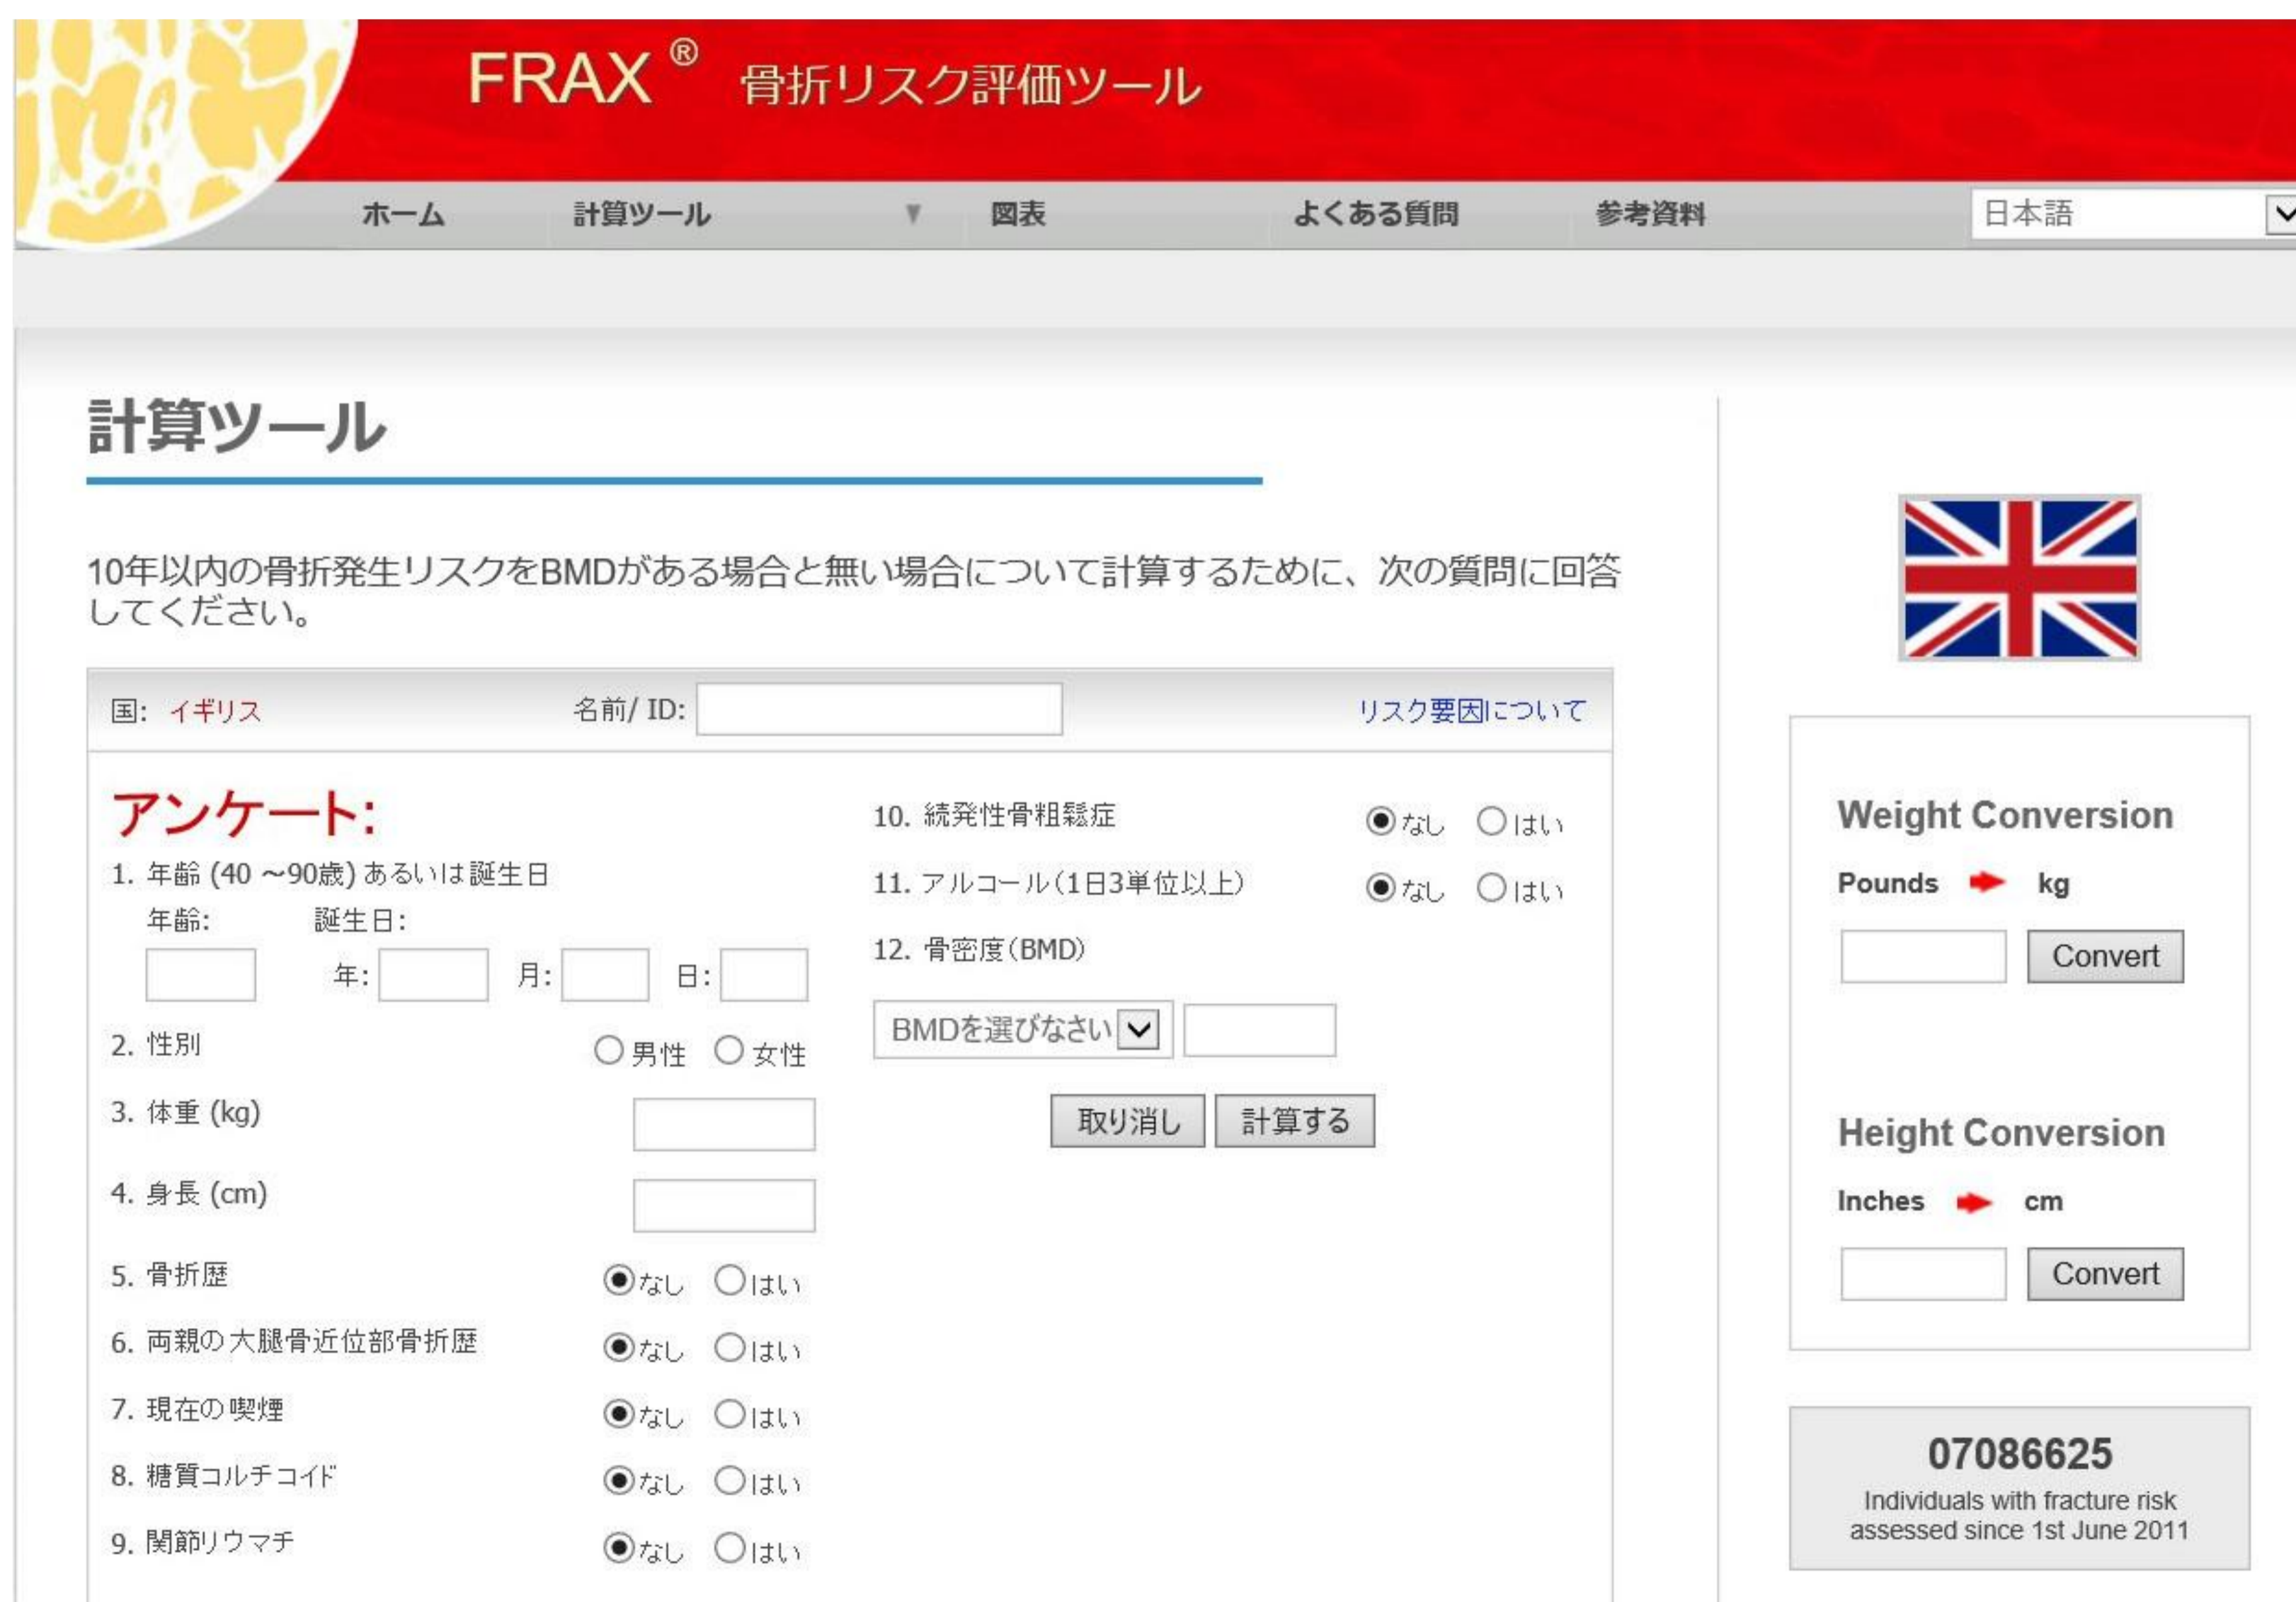 FRAX ® 骨折リスク評価ツール
ホーム 計算ツール ▼ 図表 よくある質問 参考資料 日本語
計算ツール
10年以内の骨折発生リスクをBMDがある場合と無い場合について計算するために、次の質問に回答
してください。
国: イギリス 名前/ ID: リスク要因について
アンケート:
1. 年齢 (40 ～90歳) あるいは誕生日
年齢: 誕生日:
年: 月: 日:
2. 性別 男性 女性
3. 体重 (kg)
4. 身長 (cm)
5. 骨折歴 なし はい
6. 両親の大腿骨近位部骨折歴 なし はい
7. 現在の喫煙 なし はい
8. 糖質コルチコイド なし はい
9. 関節リウマチ なし はい
10. 続発性骨粗鬆症 なし はい
11. アルコール(1日3単位以上) なし はい
12. 骨密度(BMD)
BMDを選びなさい
取り消し 計算する
Weight Conversion
Pounds kg
Convert
Height Conversion
Inches cm
Convert
07086625
Individuals with fracture risk
assessed since 1st June 2011